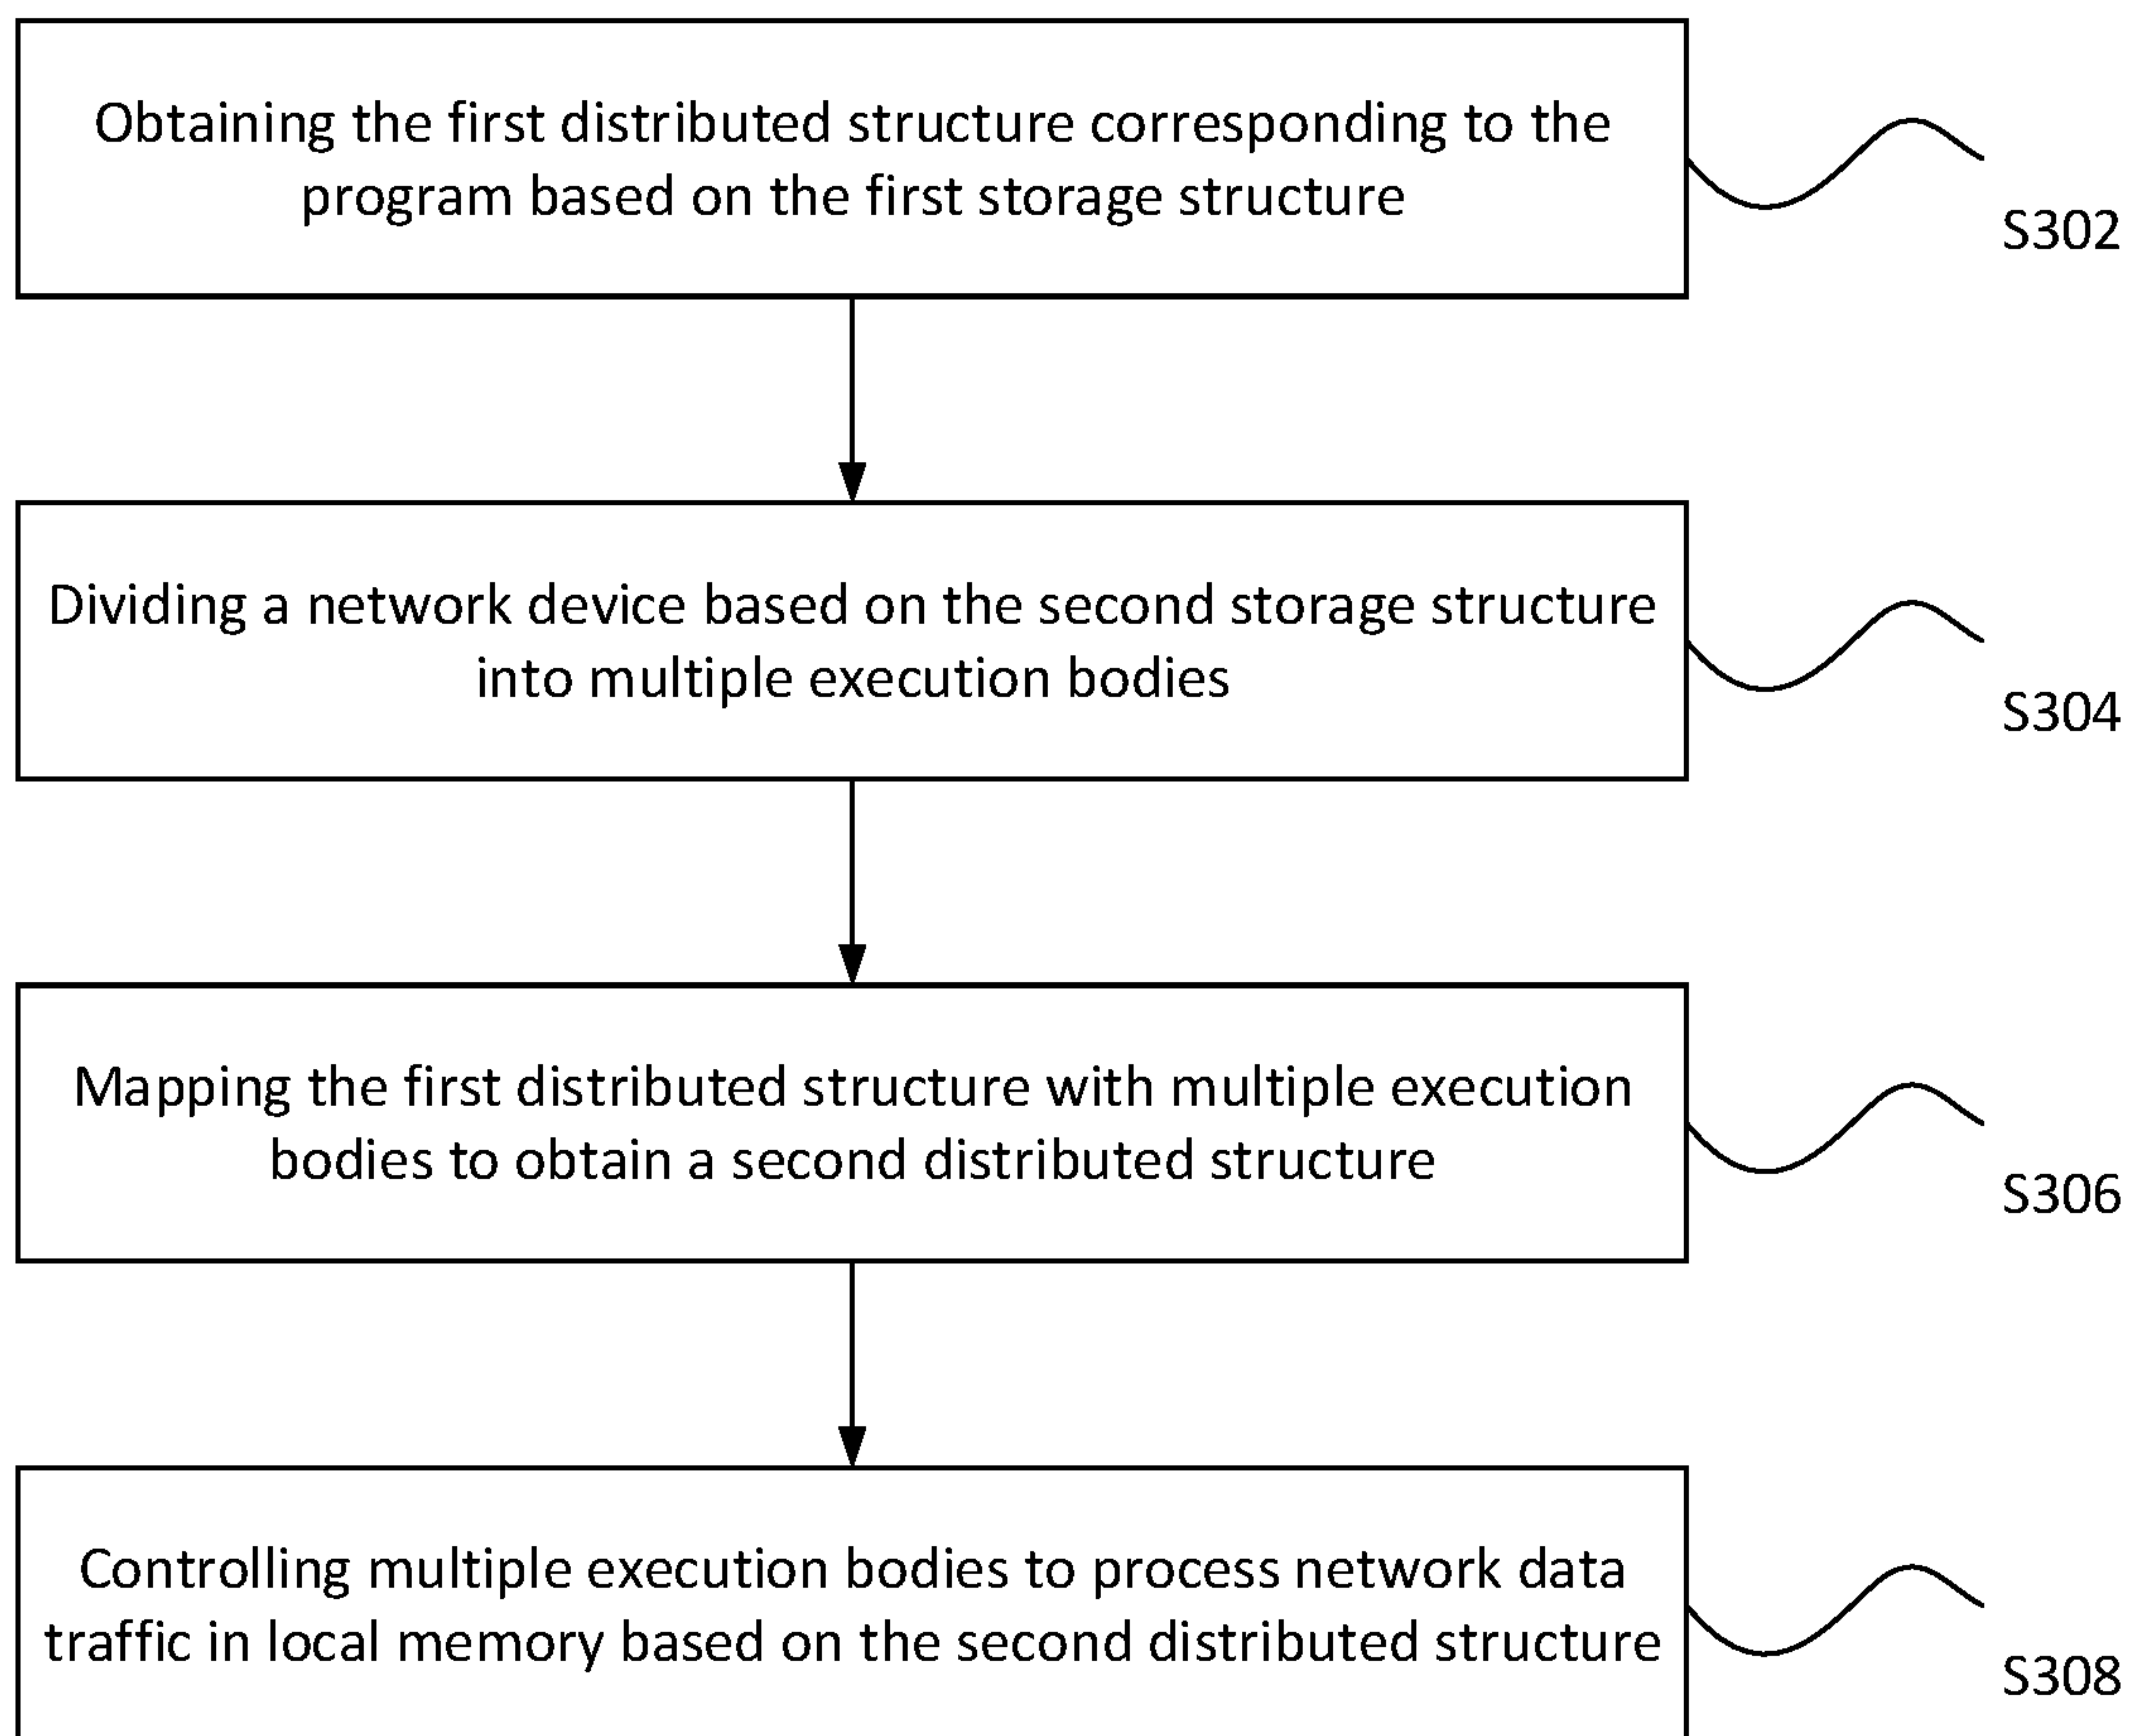 Obtaining the first distributed structure corresponding to the
program based on the first storage structure
S302
Dividing a network device based on the second storage structure
into multiple execution bodies
S304
Mapping the first distributed structure with multiple execution
bodies to obtain a second distributed structure
S306
Controlling multiple execution bodies to process network data
traffic in local memory based on the second distributed structure
S308